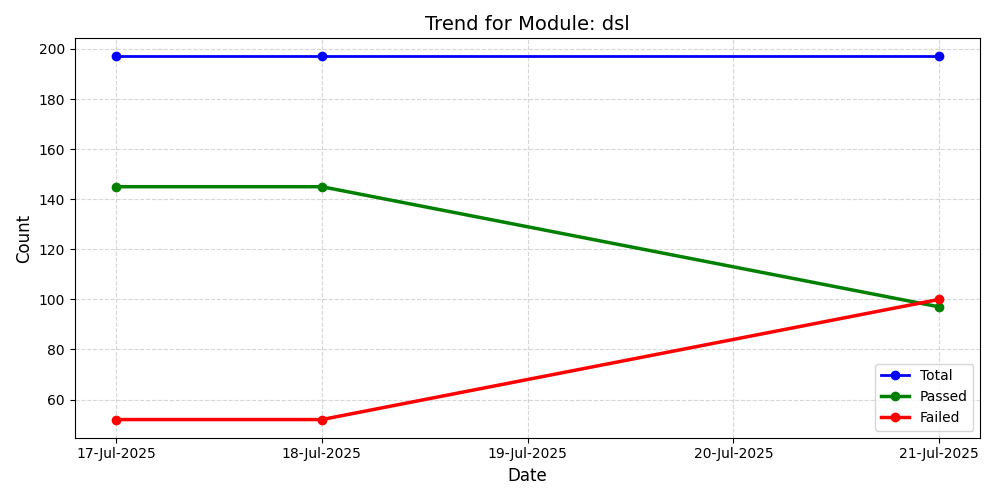 Trend for Module: dsl
200
180
160
140
120
100
80
60
Count
17-Jul-2025
18-Jul-2025
19-Jul-2025
20-Jul-2025
21-Jul-2025
Date
Total
Passed
Failed